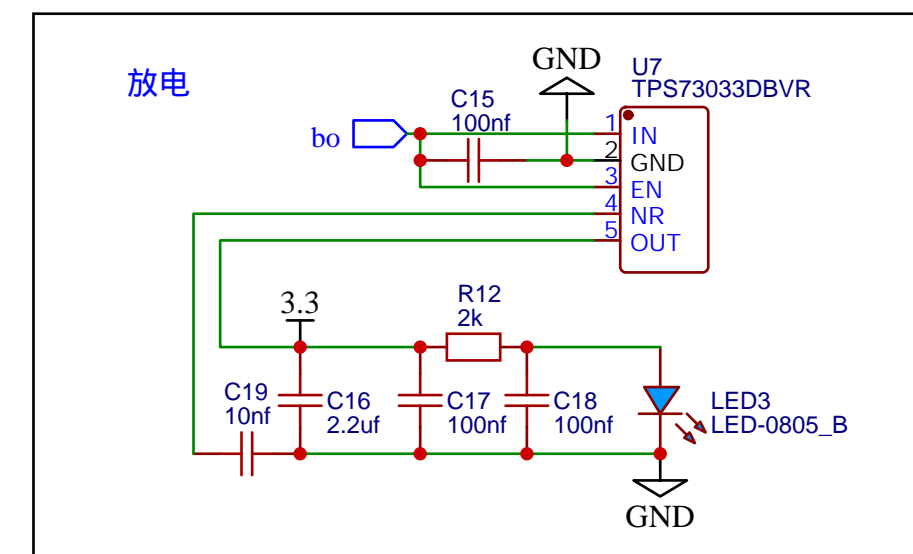 放电
GND
U7
TPS73033DBVR
C15
100nf
bo
1
IN
2
GND
3
EN
4
NR
5
OUT
3.3
R12
2k
C19
10nf
C16
2.2uf
C17
100nf
C18
100nf
LED3
LED-0805_B
GND